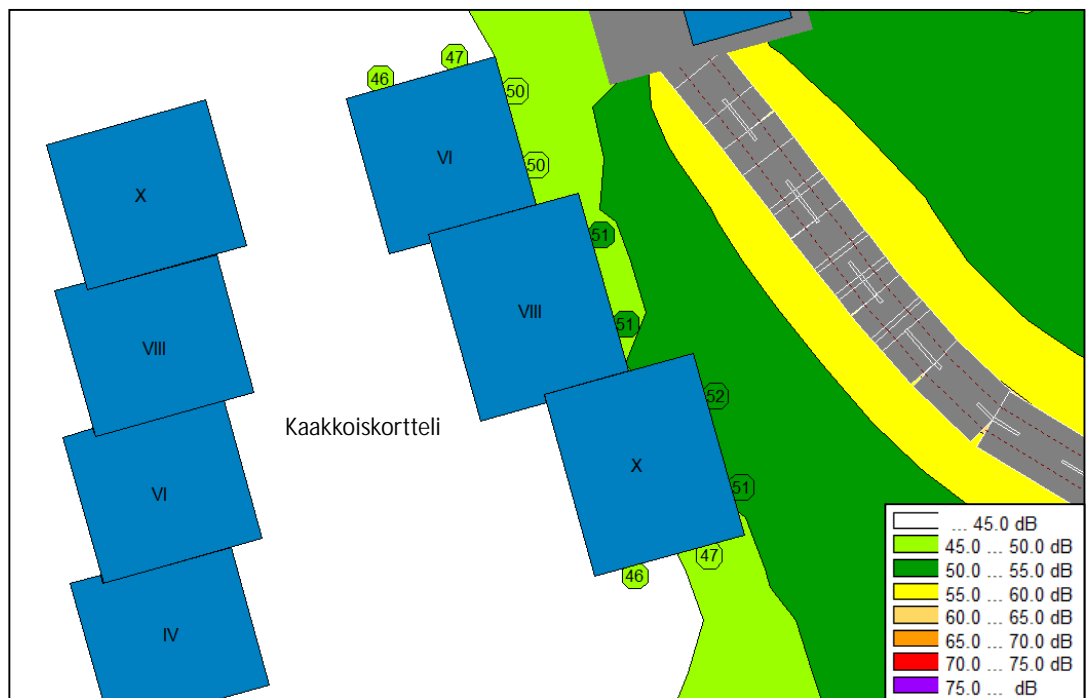 47
46
50
VI
50
X
51
VIII
51
VIII
52
Kaakkoiskortteli
X
51
VI
47
46
IV
... 45.0 dB
45.0 ... 50.0 dB
50.0 ... 55.0 dB
55.0 ... 60.0 dB
60.0 ... 65.0 dB
65.0 ... 70.0 dB
70.0 ... 75.0 dB
75.0 ... dB